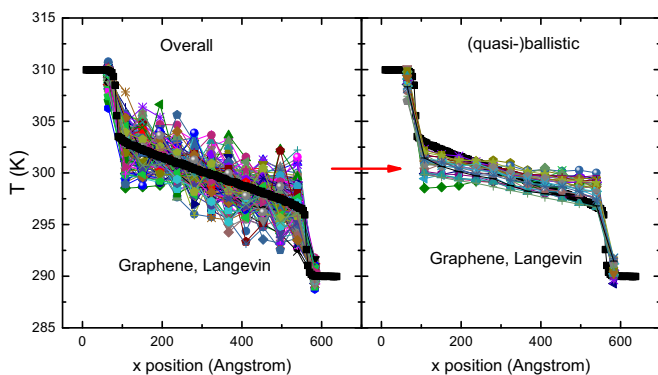 Overall
(quasi-)ballistic
310
305
300
295
290
285
T (K)
Graphene, Langevin
Graphene, Langevin
0 200 400 600
0 200 400 600
x position (Angstrom)
x position (Angstrom)